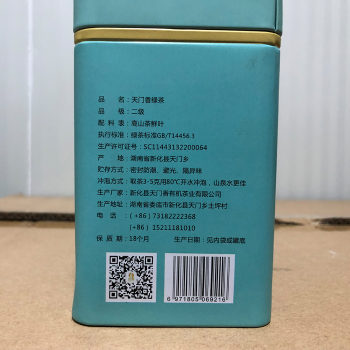 品　名：天门香绿茶
品　级：二级
配 料 表：高山茶鲜叶
执行标准：绿茶标准GB/T14456.3
生产许可证号：SC11443132200064
产　地：湖南省新化县天门乡
贮存方式：密封防潮、避光、隔异味
冲泡方式：取茶3-5克用80℃开水冲泡，山泉水更佳
生产商：新化县天门香有机茶业有限公司
生产地址：湖南省娄底市新化县天门乡土坪村
电　话：(+86)73182222368
(+86) 15211181010
保 质 期：18个月
生产日期：见内袋或罐底
6 971805 069216